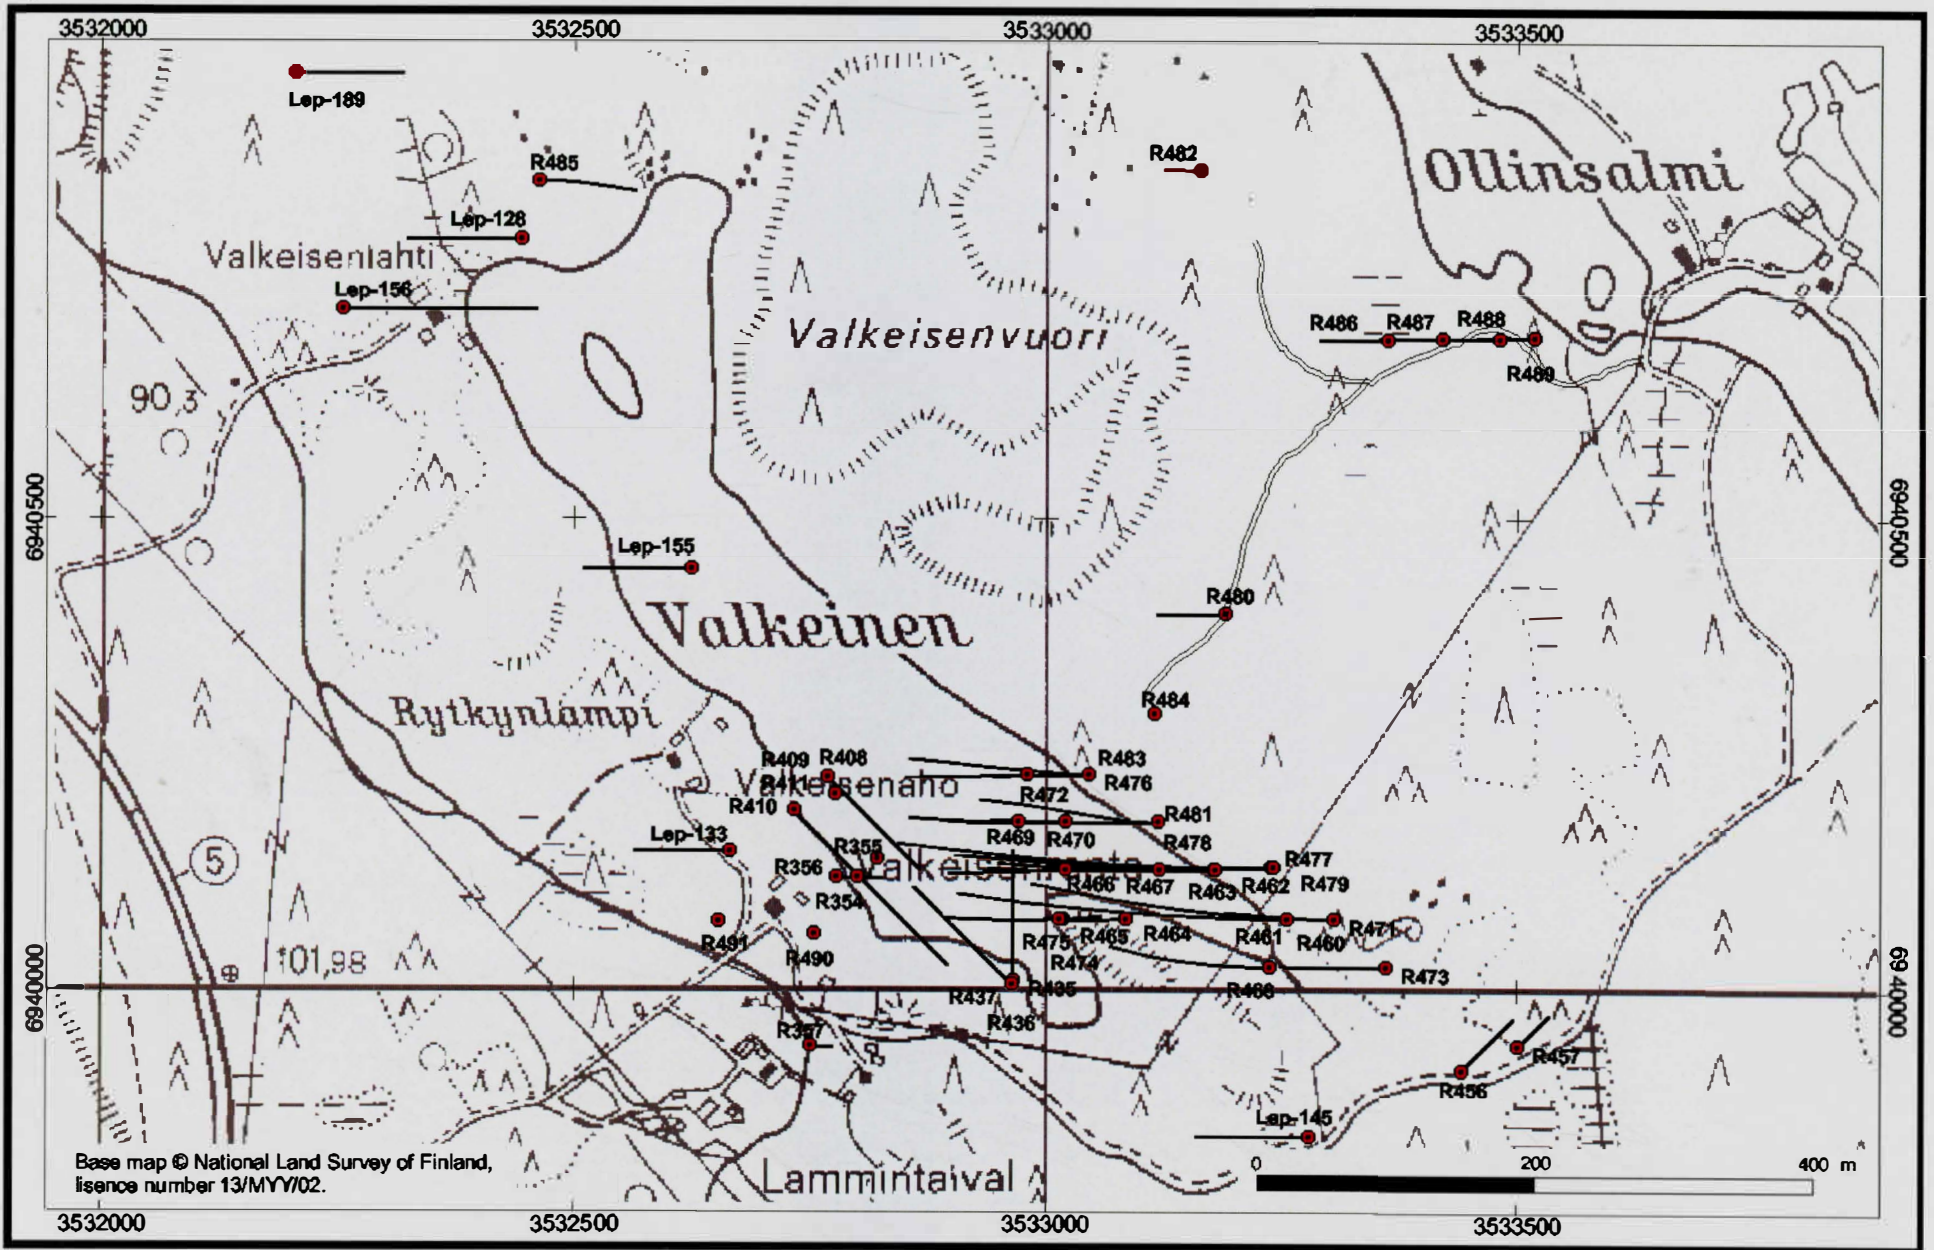 3532000
3532500
3533000
3533500
Lep-189
R482
Ollinsalmi
R485
Lep-128
Valkeisenlahti
Lep-156
Valkeisenvuori
R486
R487
R488
R489
90,3
6940500
6940500
Lep-155
R480
Valkeinen
R484
Rytkynlampi
R409
R408
R483
Valkeisenaho
R411
R476
R472
R410
R481
Lep-133
R469
R470
R478
R355
R477
5
R356
R466
R467
R463
R462
R479
R354
R491
R475
R465
R464
R461
R460
R471
R490
101,98
R474
R473
6940000
6940000
R437
R435
R468
R436
R357
R457
R456
Lep-145
Base map © National Land Survey of Finland,
lisence number 13/MYY/02.
Lammintaival
0
200
400 m
3532000
3532500
3533000
3533500